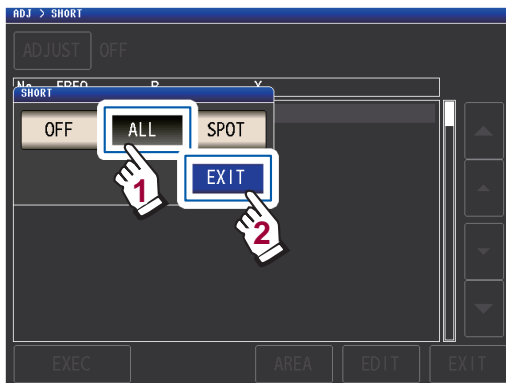 ADJ > SHORT
ADJUST OFF
No. FREQ R X
SHORT
OFF ALL SPOT
1
EXIT
2
EXEC AREA EDIT EXIT